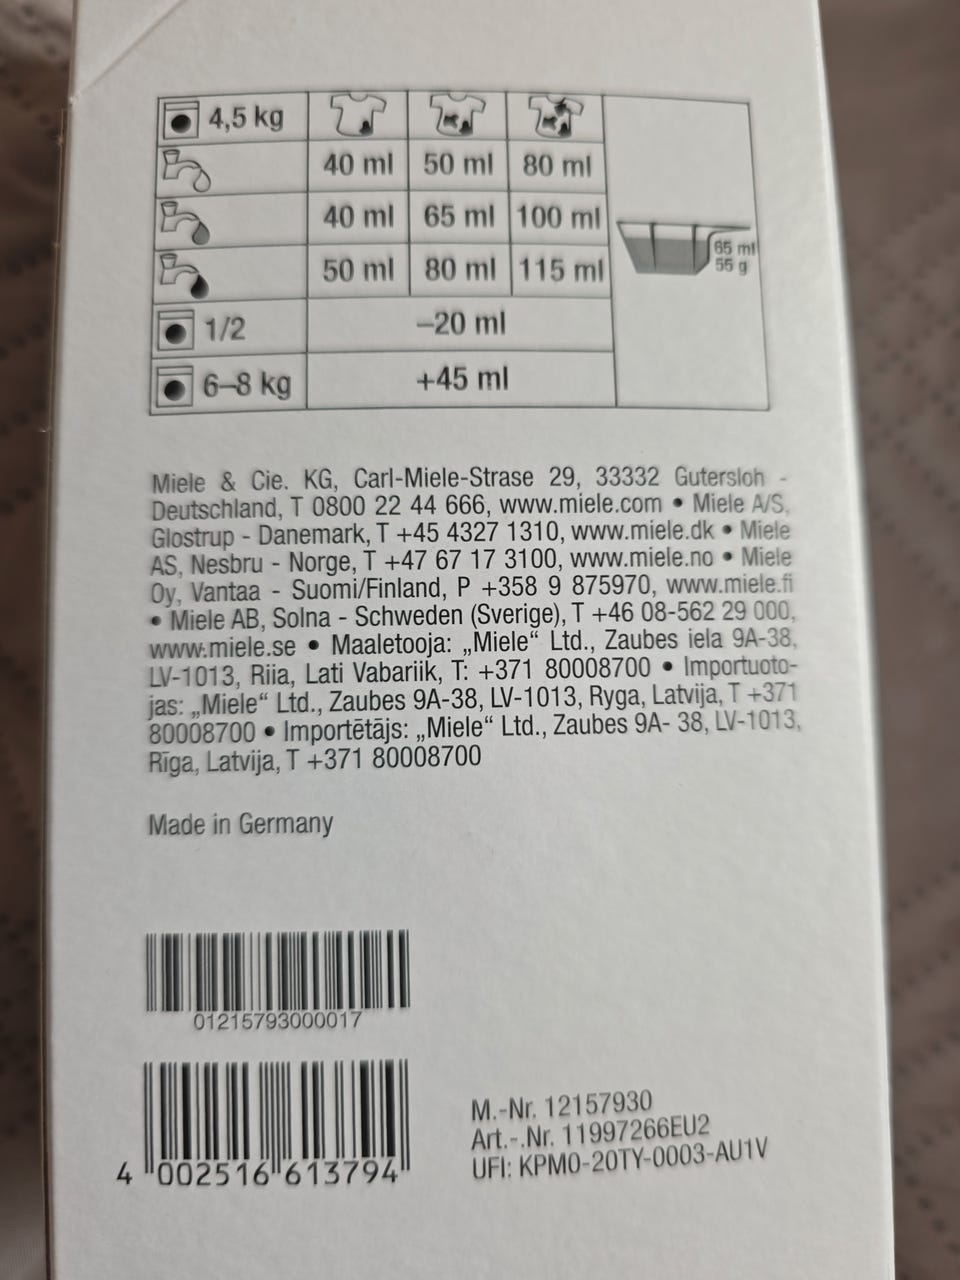 4,5 kg
40 ml 50 ml 80 ml
40 ml 65 ml 100 ml
50 ml 80 ml 115 ml
65 ml
55 g
1/2 –20 ml
6–8 kg +45 ml
Miele & Cie. KG, Carl-Miele-Strase 29, 33332 Gutersloh -
Deutschland, T 0800 22 44 666, www.miele.com • Miele A/S,
Glostrup - Danemark, T +45 4327 1310, www.miele.dk • Miele
AS, Nesbru - Norge, T +47 67 17 3100, www.miele.no • Miele
Oy, Vantaa - Suomi/Finland, P +358 9 875970, www.miele.fi
• Miele AB, Solna - Schweden (Sverige), T +46 08-562 29 000,
www.miele.se • Maaletooja: „Miele“ Ltd., Zaubes iela 9A-38,
LV-1013, Riia, Lati Vabariik, T: +371 80008700 • Importuoto-
jas: „Miele“ Ltd., Zaubes 9A-38, LV-1013, Ryga, Latvija, T +371
80008700 • Importētājs: „Miele“ Ltd., Zaubes 9A- 38, LV-1013,
Rīga, Latvija, T +371 80008700
Made in Germany
01215793000017
4 002516 613794
M.-Nr. 12157930
Art.-.Nr. 11997266EU2
UFI: KPM0-20TY-0003-AU1V